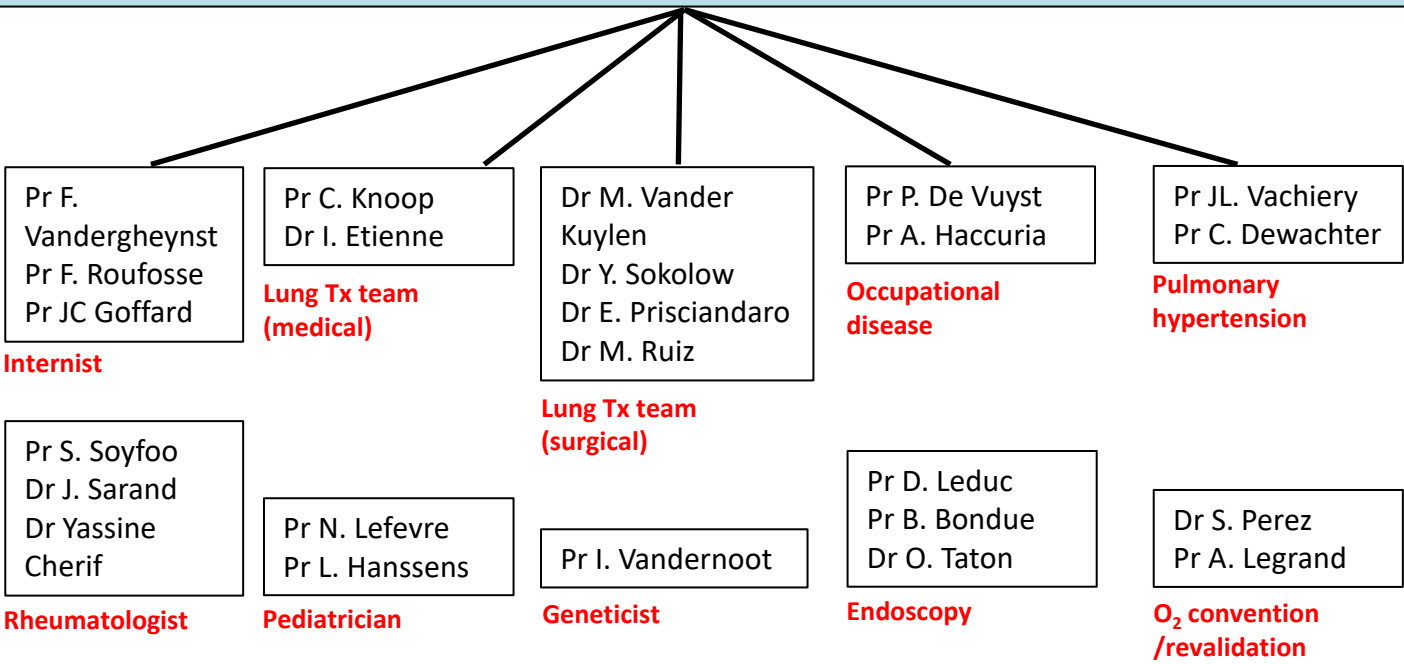 Pr F.
Vandergheynst
Pr F. Roufosse
Pr JC Goffard
Internist
Pr C. Knoop
Dr I. Etienne
Lung Tx team
(medical)
Dr M. Vander
Kuylen
Dr Y. Sokolow
Dr E. Prisciandaro
Dr M. Ruiz
Lung Tx team
(surgical)
Pr P. De Vuyst
Pr A. Haccuria
Occupational
disease
Pr JL. Vachiery
Pr C. Dewachter
Pulmonary
hypertension
Pr S. Soyfoo
Dr J. Sarand
Dr Yassine
Cherif
Rheumatologist
Pr N. Lefevre
Pr L. Hanssens
Pediatrician
Pr I. Vandernoot
Geneticist
Pr D. Leduc
Pr B. Bondue
Dr O. Taton
Endoscopy
Dr S. Perez
Pr A. Legrand
O₂ convention
/revalidation